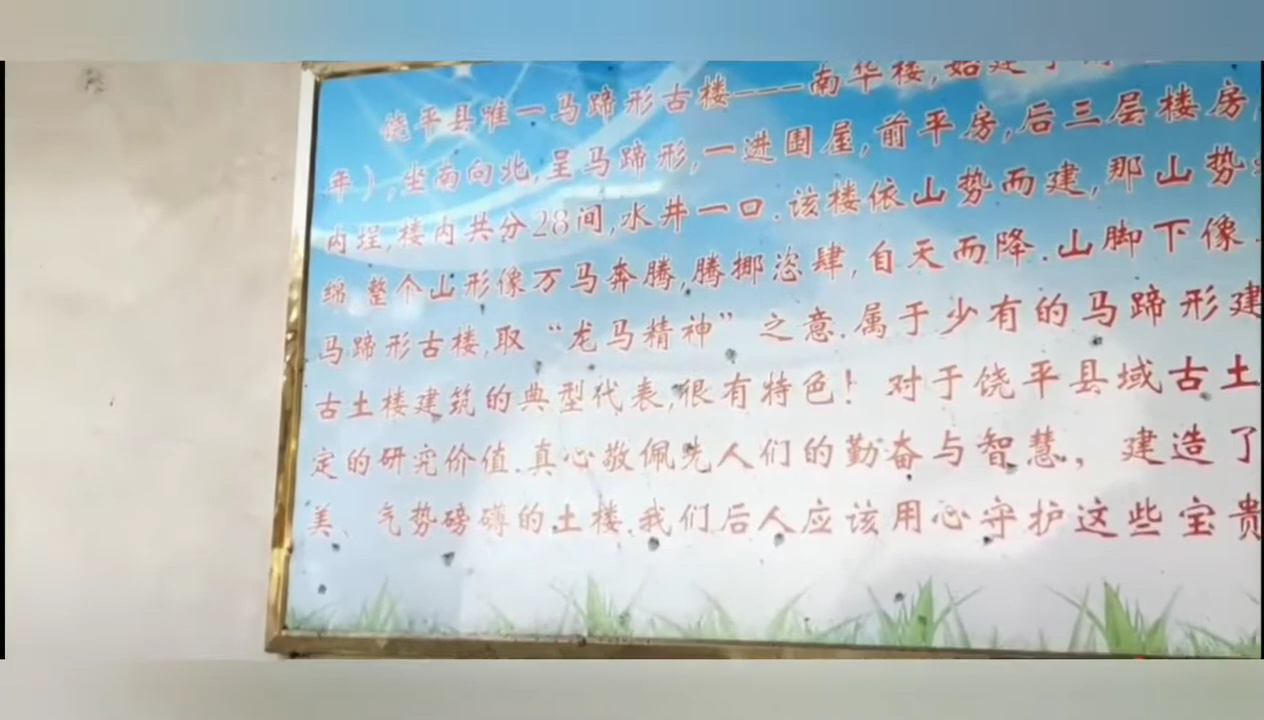 饶平县唯一马蹄形古楼———南华楼,始建于
年),坐南向北,呈马蹄形,一进围屋,前平房,后三层楼房
内埕,楼内共分28间,水井一口.该楼依山势而建,那山势
绵 整个山形像万马奔腾,腾挪恣肆,自天而降.山脚下像
马蹄形古楼,取“龙马精神”之意.属于少有的马蹄形建
古土楼建筑的典型代表,很有特色！对于饶平县域古土
定的研究价值.真心敬佩先人们的勤奋与智慧，建造了
美、气势磅礴的土楼.我们后人应该用心守护这些宝贵